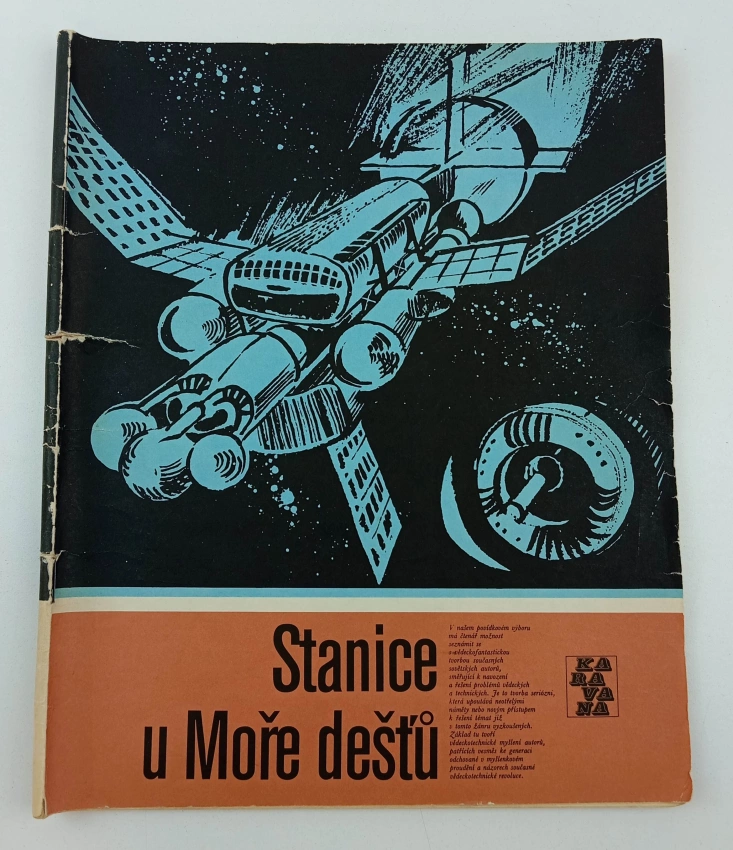 Stanice
u Moře dešťů
V našem povídkovém výboru
má čtenář možnost
seznámit se
s vědeckofantastickou
tvorbou současných
sovětských autorů,
směřující k navození
a řešení problémů vědeckých
a technických. Je to tvorba seriózní,
která upoutává neotřelými
náměty nebo novým přístupem
k řešení témat již
v tomto žánru vyzkoušených.
Základ tu tvoří
vědeckotechnické myšlení autorů,
patřících vesměs ke generaci
odchované v myšlenkovém
proudění a názorech současné
vědeckotechnické revoluce.
KA
RA
VA
NA